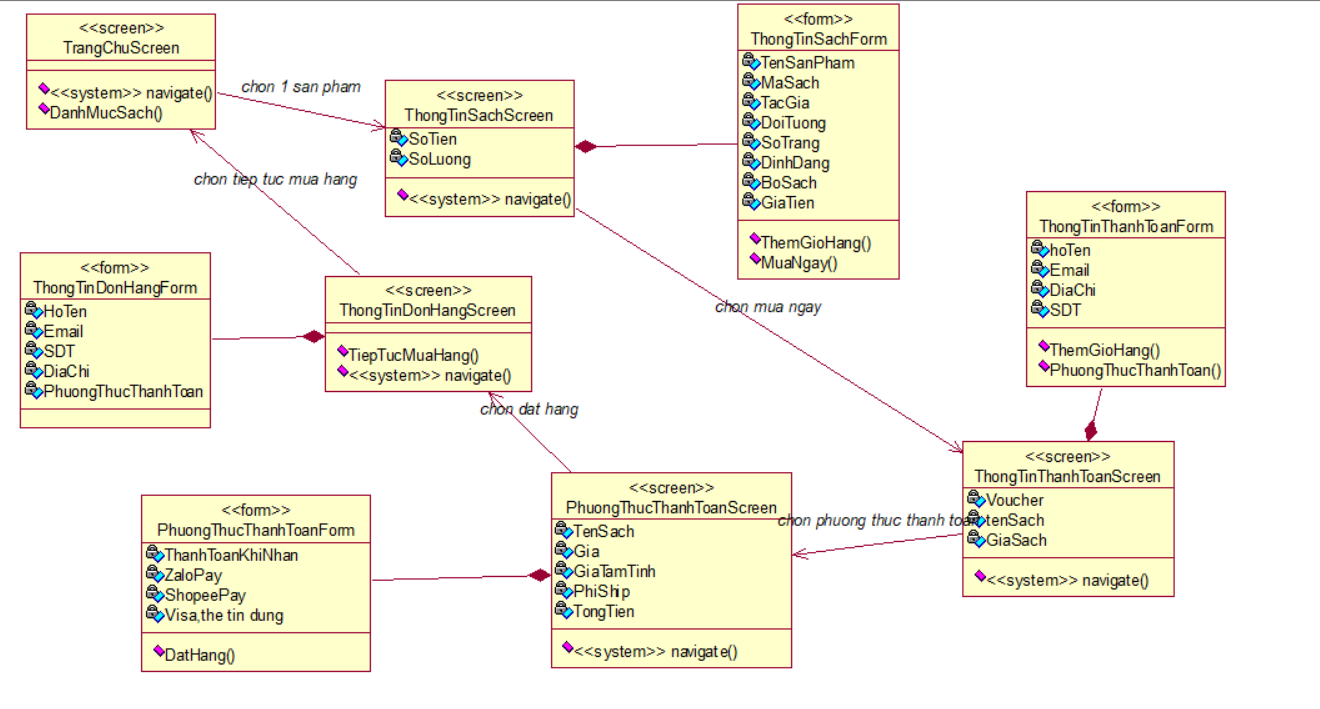 <<screen>>
TrangChuScreen
<<system>> navigate()
DanhMucSach()
chon 1 san pham
<<screen>>
ThongTinSachScreen
SoTien
SoLuong
<<system>> navigate()
<<form>>
ThongTinSachForm
TenSanPham
MaSach
TacGia
DoiTuong
SoTrang
DinhDang
BoSach
GiaTien
ThemGioHang()
MuaNgay()
chon tiep tuc mua hang
<<form>>
ThongTinDonHangForm
HoTen
Email
SDT
DiaChi
PhuongThucThanhToan
<<screen>>
ThongTinDonHangScreen
TiepTucMuaHang()
<<system>> navigate()
chon mua ngay
<<form>>
ThongTinThanhToanForm
hoTen
Email
DiaChi
SDT
ThemGioHang()
PhuongThucThanhToan()
chon dat hang
<<form>>
PhuongThucThanhToanForm
ThanhToanKhiNhan
ZaloPay
ShopeePay
Visa,the tin dung
DatHang()
<<screen>>
PhuongThucThanhToanScreen
TenSach
Gia
GiaTamTinh
PhiShip
TongTien
<<system>> navigate()
chon phuong thuc thanh toan
<<screen>>
ThongTinThanhToanScreen
Voucher
tenSach
GiaSach
<<system>> navigate()